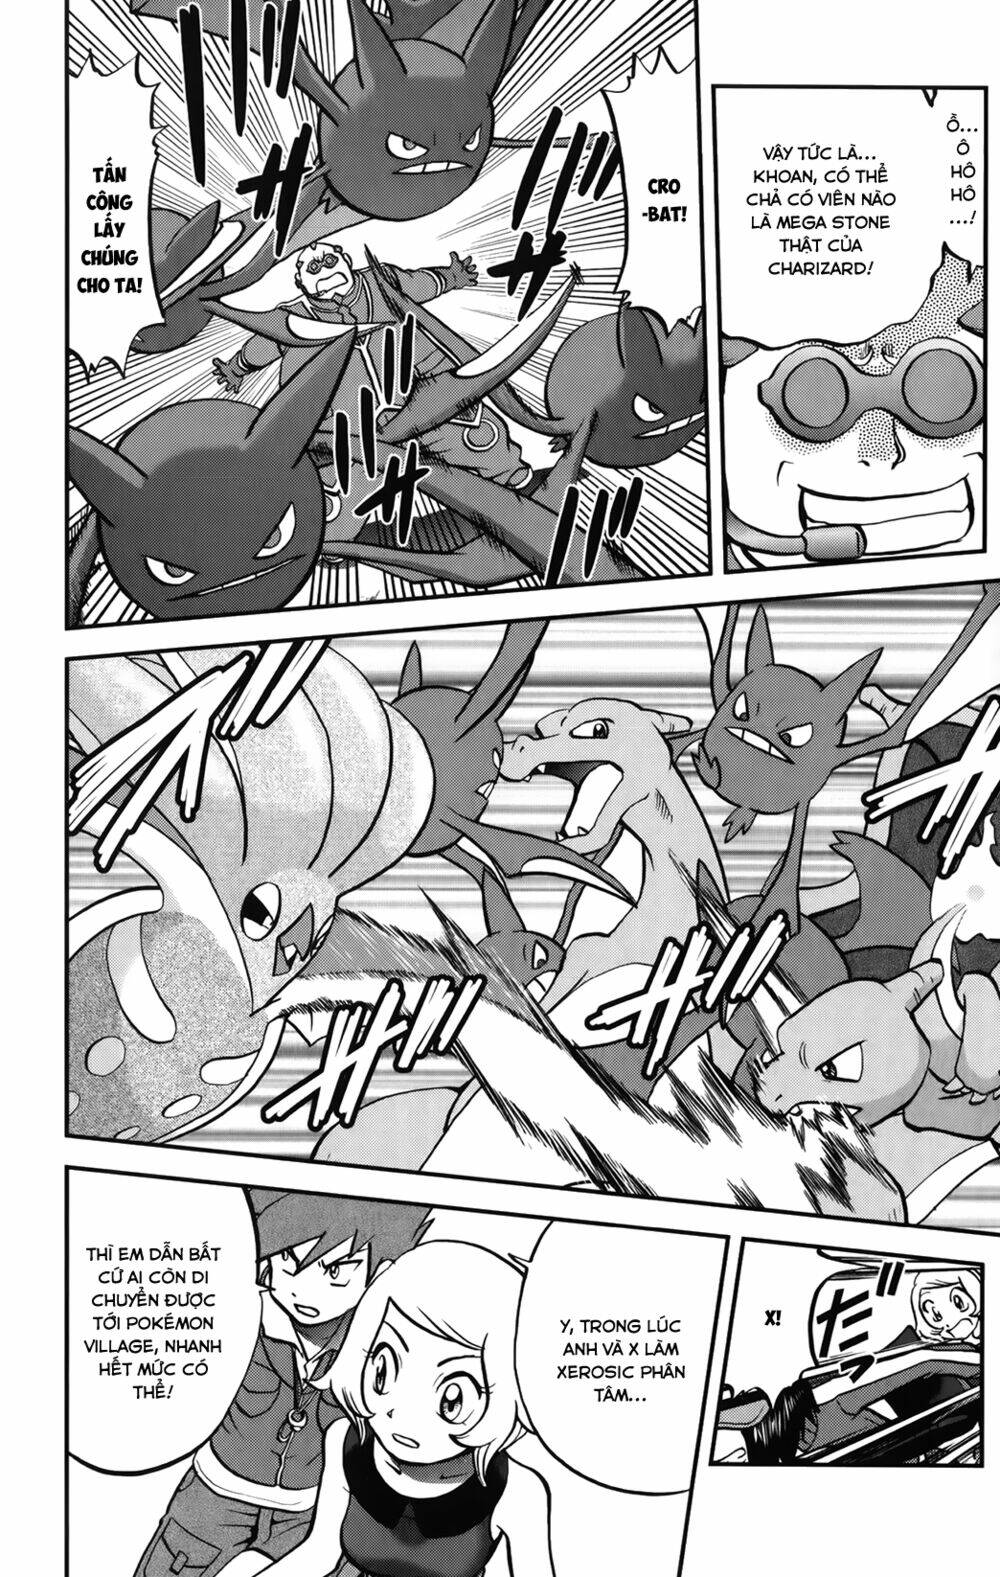 Ồ...
Ô
HÔ
HÔ
...!
VẬY TỨC LÀ...
KHOAN, CÓ THỂ
CHẢ CÓ VIÊN NÀO
LÀ MEGA STONE
THẬT CỦA
CHARIZARD!
CRO
-BAT!
TẤN
CÔNG
LẤY
CHÚNG
CHO TA!
X!
Y, TRONG LÚC
ANH VÀ X LÀM
XEROSIC PHÂN
TÂM...
THÌ EM DẪN BẤT
CỨ AI CÒN DI
CHUYỂN ĐƯỢC
TỚI POKÉMON
VILLAGE, NHANH
HẾT MỨC CÓ
THỂ!